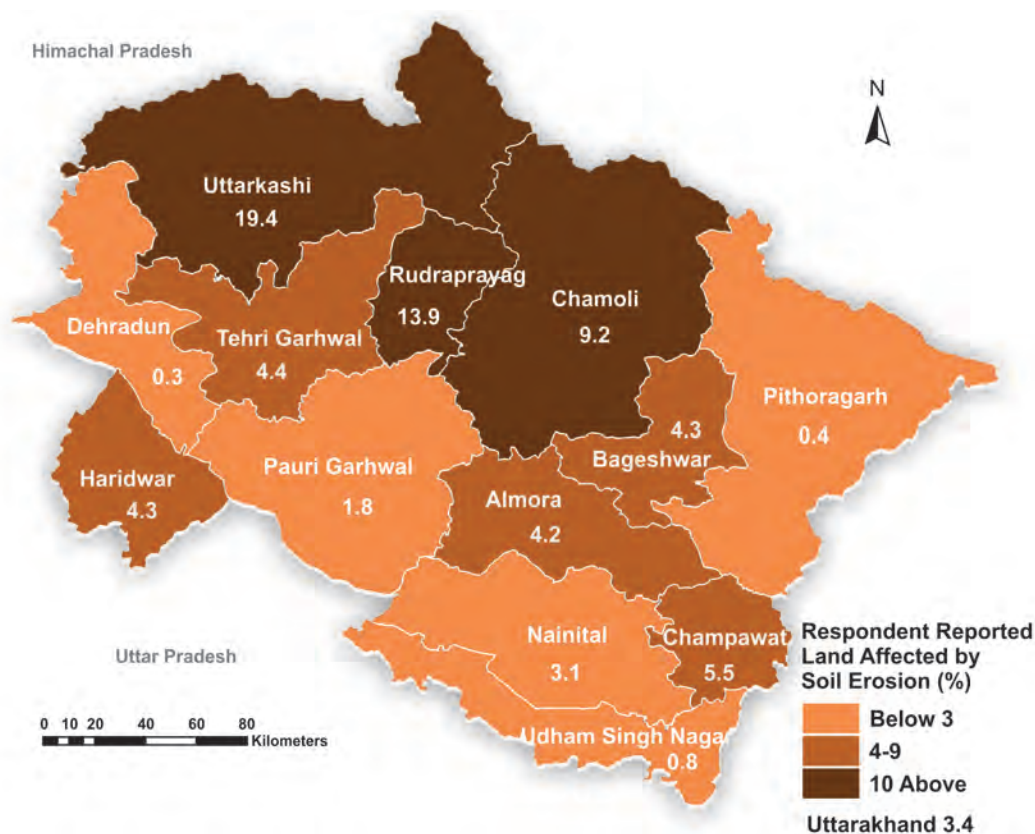 Himachal Pradesh
N
Uttarkashi
19.4
Rudraprayag
13.9
Chamoli
9.2
Dehradun
0.3
Tehri Garhwal
4.4
Pithoragarh
0.4
4.3
Bageshwar
Haridwar
4.3
Pauri Garhwal
1.8
Almora
4.2
Nainital
3.1
Champawat
5.5
Uttar Pradesh
Udham Singh Nagar
0.8
0 10 20 40 60 80
Kilometers
Respondent Reported
Land Affected by
Soil Erosion (%)
Below 3
4-9
10 Above
Uttarakhand 3.4